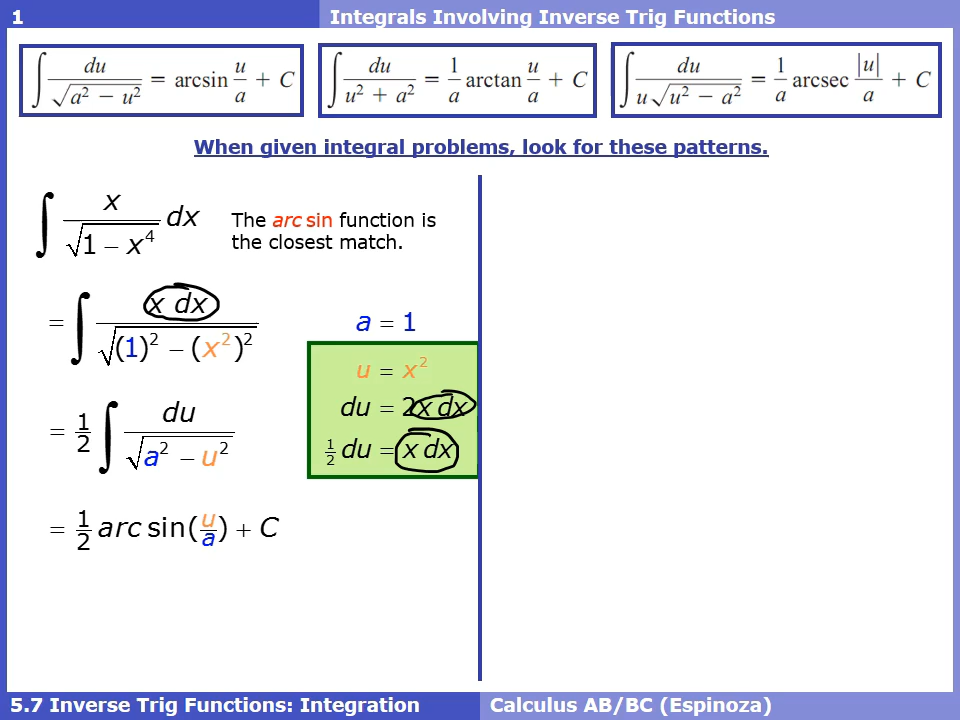 1
Integrals Involving Inverse Trig Functions
∫ du / √(a² − u²) = arcsin u/a + C
∫ du / (u² + a²) = 1/a arctan u/a + C
∫ du / (u√(u² − a²)) = 1/a arcsec |u|/a + C
When given integral problems, look for these patterns.
∫ x / √(1 − x⁴) dx
The arc sin function is
the closest match.
= ∫ x dx / √((1)² − (x²)²)
a = 1
u = x²
du = 2x dx
½ du = x dx
= ½ ∫ du / √(a² − u²)
= ½ arc sin(u/a) + C
5.7 Inverse Trig Functions: Integration
Calculus AB/BC (Espinoza)